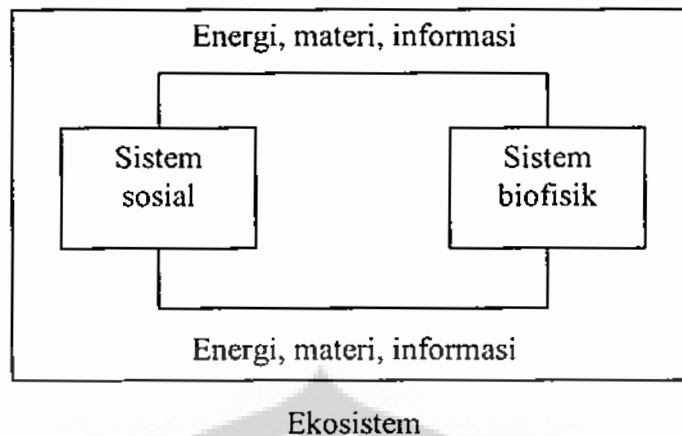 Energi, materi, informasi
Sistem
sosial
Sistem
biofisik
Energi, materi, informasi
Ekosistem